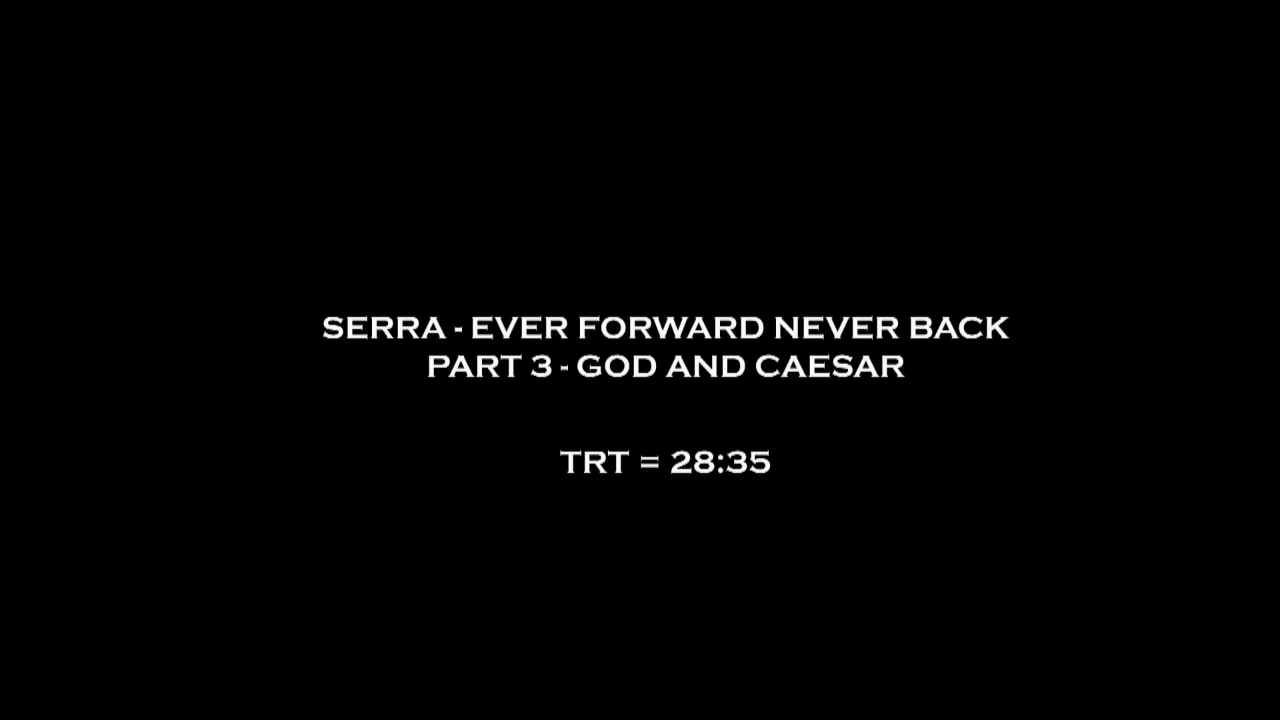 SERRA - EVER FORWARD NEVER BACK
PART 3 - GOD AND CAESAR
TRT = 28:35